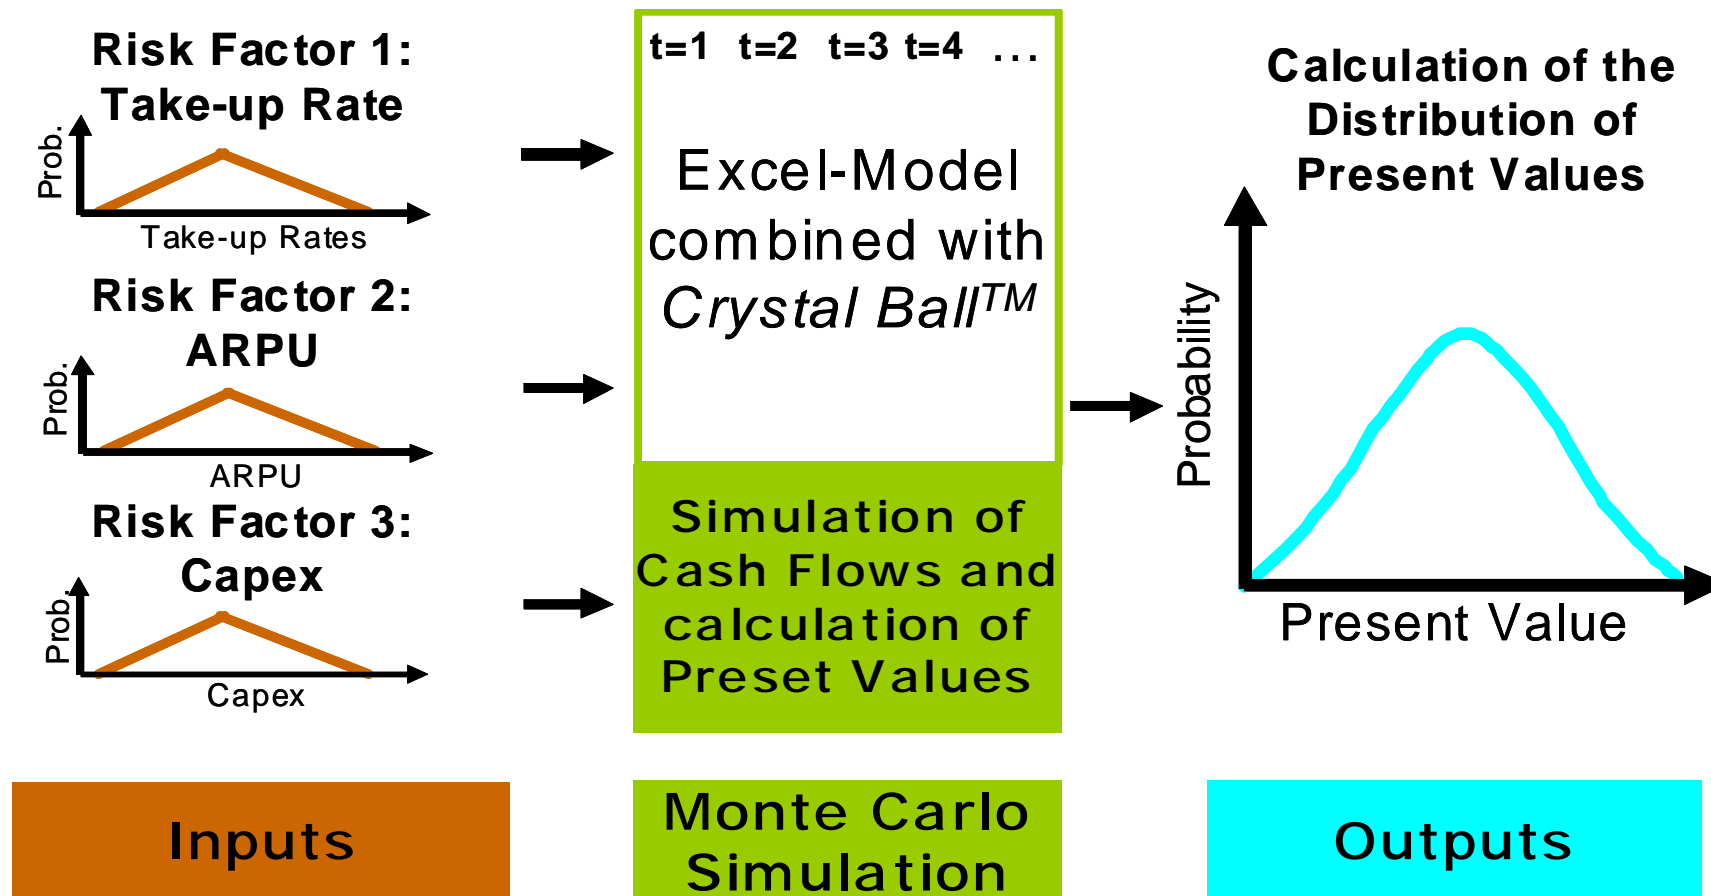 Risk Factor 1:
Take-up Rate
Prob.
Take-up Rates
Risk Factor 2:
ARPU
Prob.
ARPU
Risk Factor 3:
Capex
Prob.
Capex
Inputs
t=1 t=2 t=3 t=4 ...
Excel-Model
combined with
Crystal Ball™
Simulation of
Cash Flows and
calculation of
Preset Values
Monte Carlo
Simulation
Calculation of the
Distribution of
Present Values
Probability
Present Value
Outputs